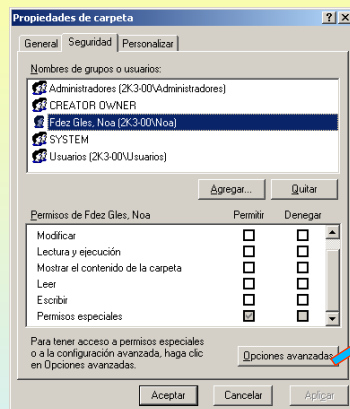 Propiedades de carpeta
General Seguridad Personalizar
Nombres de grupos o usuarios:
Administradores (2K3-00\Administradores)
CREATOR OWNER
Fdez Gles, Noa (2K3-00\Noa)
SYSTEM
Usuarios (2K3-00\Usuarios)
Agregar... Quitar
Permisos de Fdez Gles, Noa Permitir Denegar
Modificar
Lectura y ejecución
Mostrar el contenido de la carpeta
Leer
Escribir
Permisos especiales
Para tener acceso a permisos especiales
o a la configuración avanzada, haga clic
en Opciones avanzadas.
Opciones avanzadas
Aceptar Cancelar Aplicar